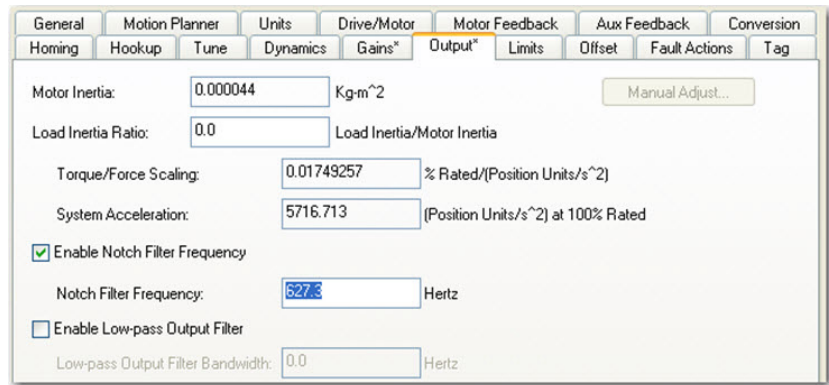 General Motion Planner Units Drive/Motor Motor Feedback Aux Feedback Conversion
Homing Hookup Tune Dynamics Gains* Output* Limits Offset Fault Actions Tag
Motor Inertia: 0.000044 Kg-m^2 Manual Adjust...
Load Inertia Ratio: 0.0 Load Inertia/Motor Inertia
Torque/Force Scaling: 0.01749257 % Rated/(Position Units/s^2)
System Acceleration: 5716.713 (Position Units/s^2) at 100% Rated
Enable Notch Filter Frequency
Notch Filter Frequency: 627.3 Hertz
Enable Low-pass Output Filter
Low-pass Output Filter Bandwidth: 0.0 Hertz